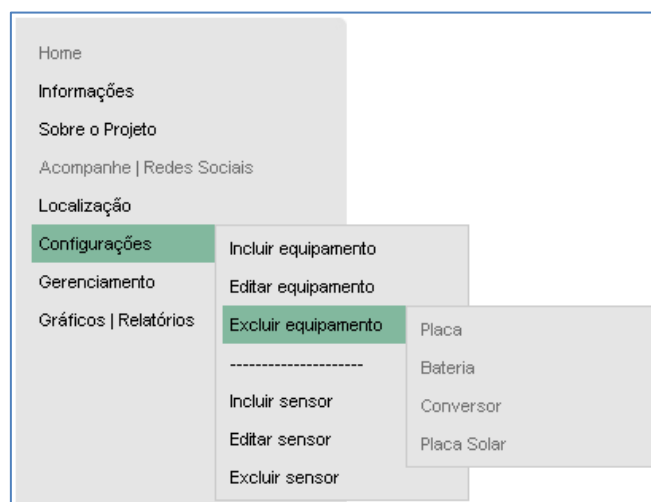 Home
Informações
Sobre o Projeto
Acompanhe | Redes Sociais
Localização
Configurações
Gerenciamento
Gráficos | Relatórios
Incluir equipamento
Editar equipamento
Excluir equipamento
--------------------
Incluir sensor
Editar sensor
Excluir sensor
Placa
Bateria
Conversor
Placa Solar